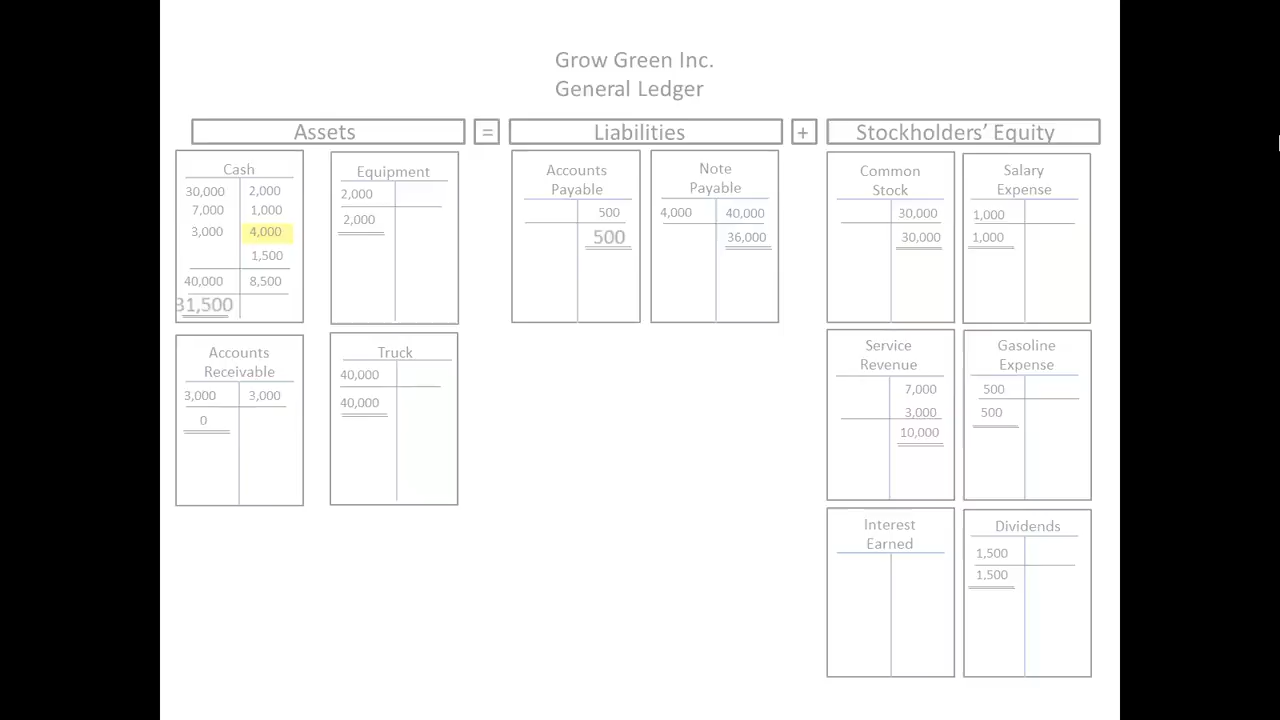 Grow Green Inc.
General Ledger
Assets = Liabilities + Stockholders' Equity
Cash
30,000 2,000
7,000 1,000
3,000 4,000
1,500
40,000 8,500
31,500
Equipment
2,000
2,000
Accounts
Payable
500
500
Note
Payable
4,000 40,000
36,000
Common
Stock
30,000
30,000
Salary
Expense
1,000
1,000
Accounts
Receivable
3,000 3,000
0
Truck
40,000
40,000
Service
Revenue
7,000
3,000
10,000
Gasoline
Expense
500
500
Interest
Earned
Dividends
1,500
1,500